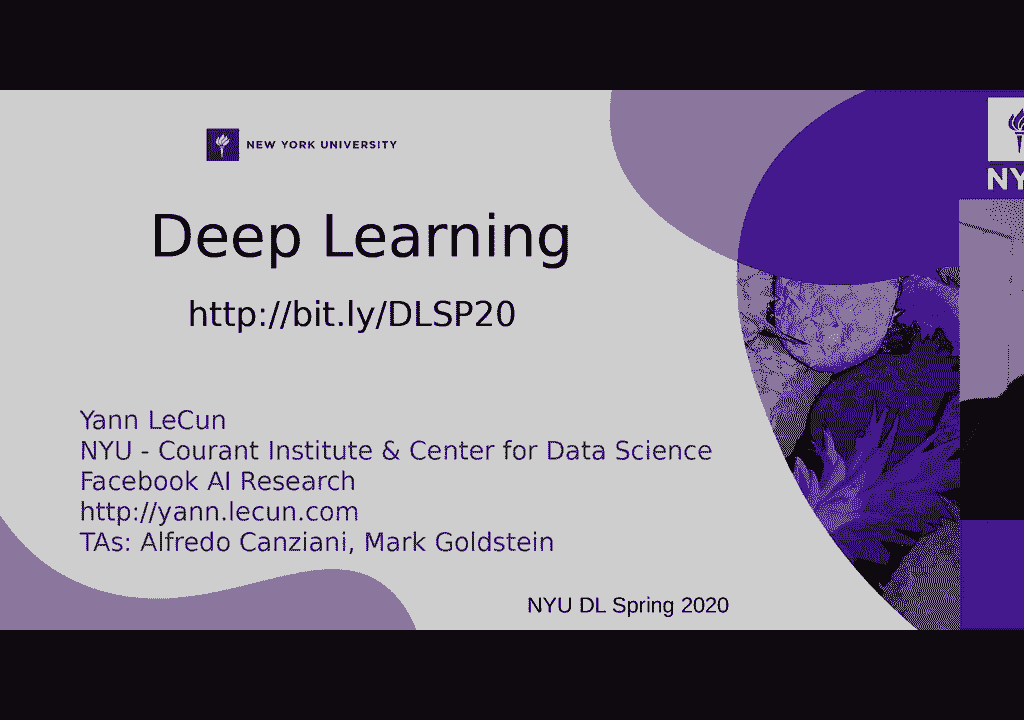 NEW YORK UNIVERSITY
Deep Learning
http://bit.ly/DLSP20
Yann LeCun
NYU - Courant Institute & Center for Data Science
Facebook AI Research
http://yann.lecun.com
TAs: Alfredo Canziani, Mark Goldstein
NYU DL Spring 2020
NY